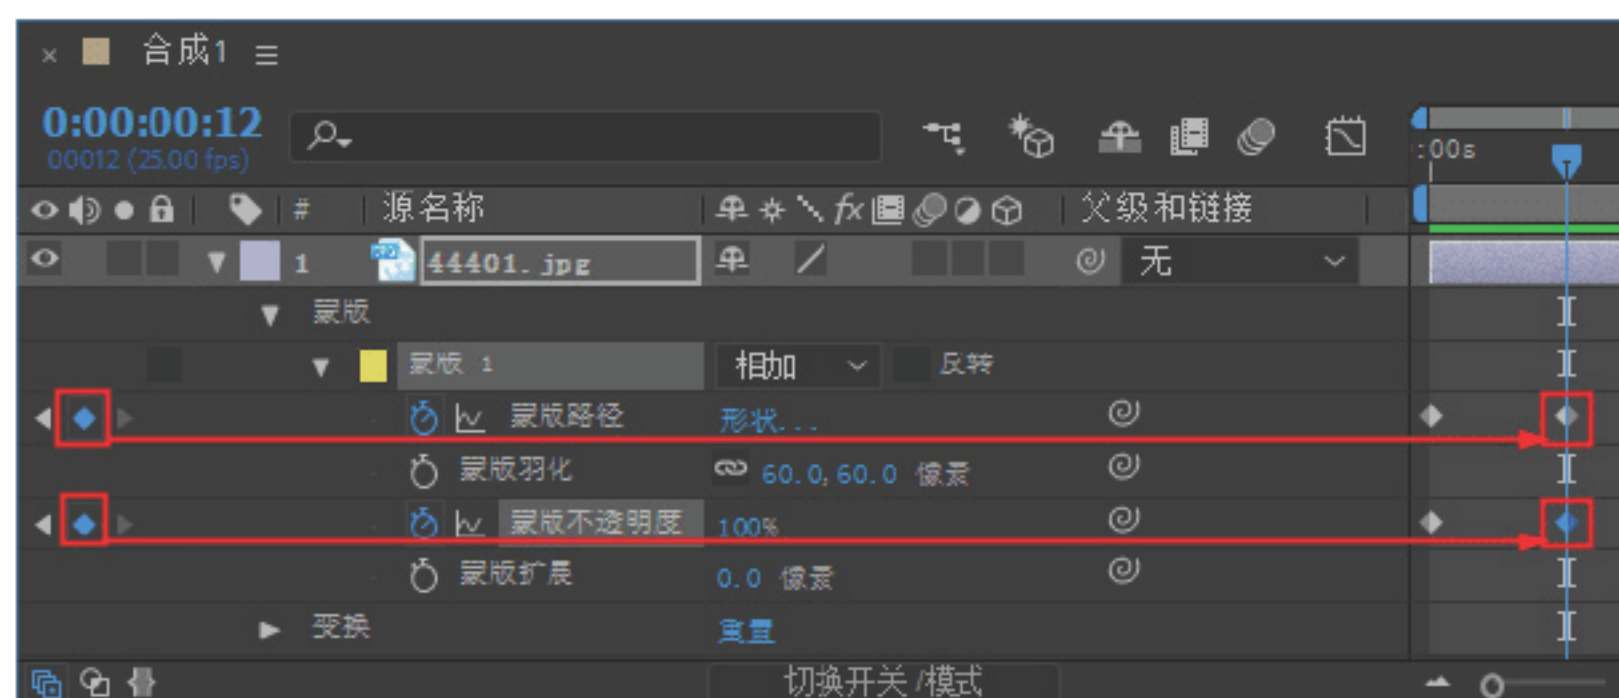 合成1
0:00:00:12
00012 (25.00 fps)
:00s
# 源名称 父级和链接
1 44401.jpg 无
蒙版
蒙版 1 相加 反转
蒙版路径 形状...
蒙版羽化 60.0,60.0 像素
蒙版不透明度 100%
蒙版扩展 0.0 像素
变换 重置
切换开关/模式